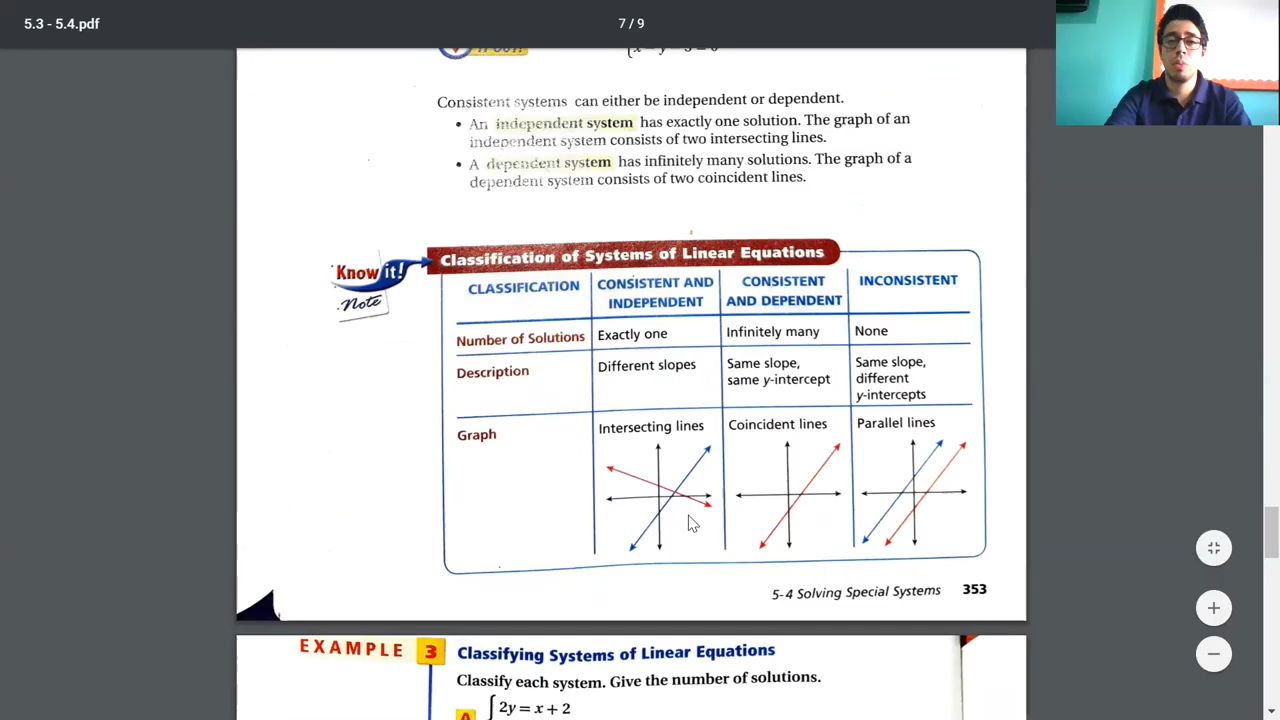 5.3 - 5.4.pdf
7 / 9
Consistent systems can either be independent or dependent.
• An independent system has exactly one solution. The graph of an
independent system consists of two intersecting lines.
• A dependent system has infinitely many solutions. The graph of a
dependent system consists of two coincident lines.
Know it!
Note
Classification of Systems of Linear Equations
CLASSIFICATION
CONSISTENT AND
INDEPENDENT
CONSISTENT
AND DEPENDENT
INCONSISTENT
Number of Solutions
Exactly one
Infinitely many
None
Description
Different slopes
Same slope,
same y-intercept
Same slope,
different
y-intercepts
Graph
Intersecting lines
Coincident lines
Parallel lines
5-4 Solving Special Systems 353
EXAMPLE 3
Classifying Systems of Linear Equations
Classify each system. Give the number of solutions.
A
2y = x + 2